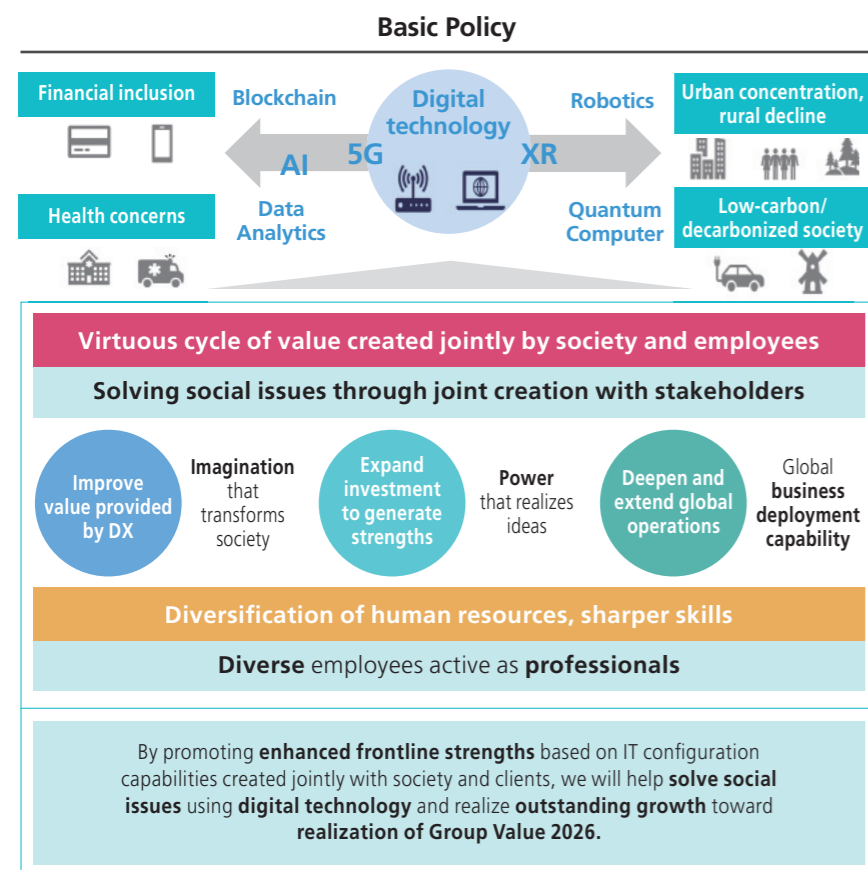 Basic Policy
Financial inclusion
Blockchain
Digital
technology
Robotics
Urban concentration,
rural decline
AI
5G
XR
Health concerns
Data
Analytics
Quantum
Computer
Low-carbon/
decarbonized society
Virtuous cycle of value created jointly by society and employees
Solving social issues through joint creation with stakeholders
Improve
value provided
by DX
Imagination
that
transforms
society
Expand
investment
to generate
strengths
Power
that realizes
ideas
Deepen and
extend global
operations
Global
business
deployment
capability
Diversification of human resources, sharper skills
Diverse employees active as professionals
By promoting enhanced frontline strengths based on IT configuration
capabilities created jointly with society and clients, we will help solve social
issues using digital technology and realize outstanding growth toward
realization of Group Value 2026.